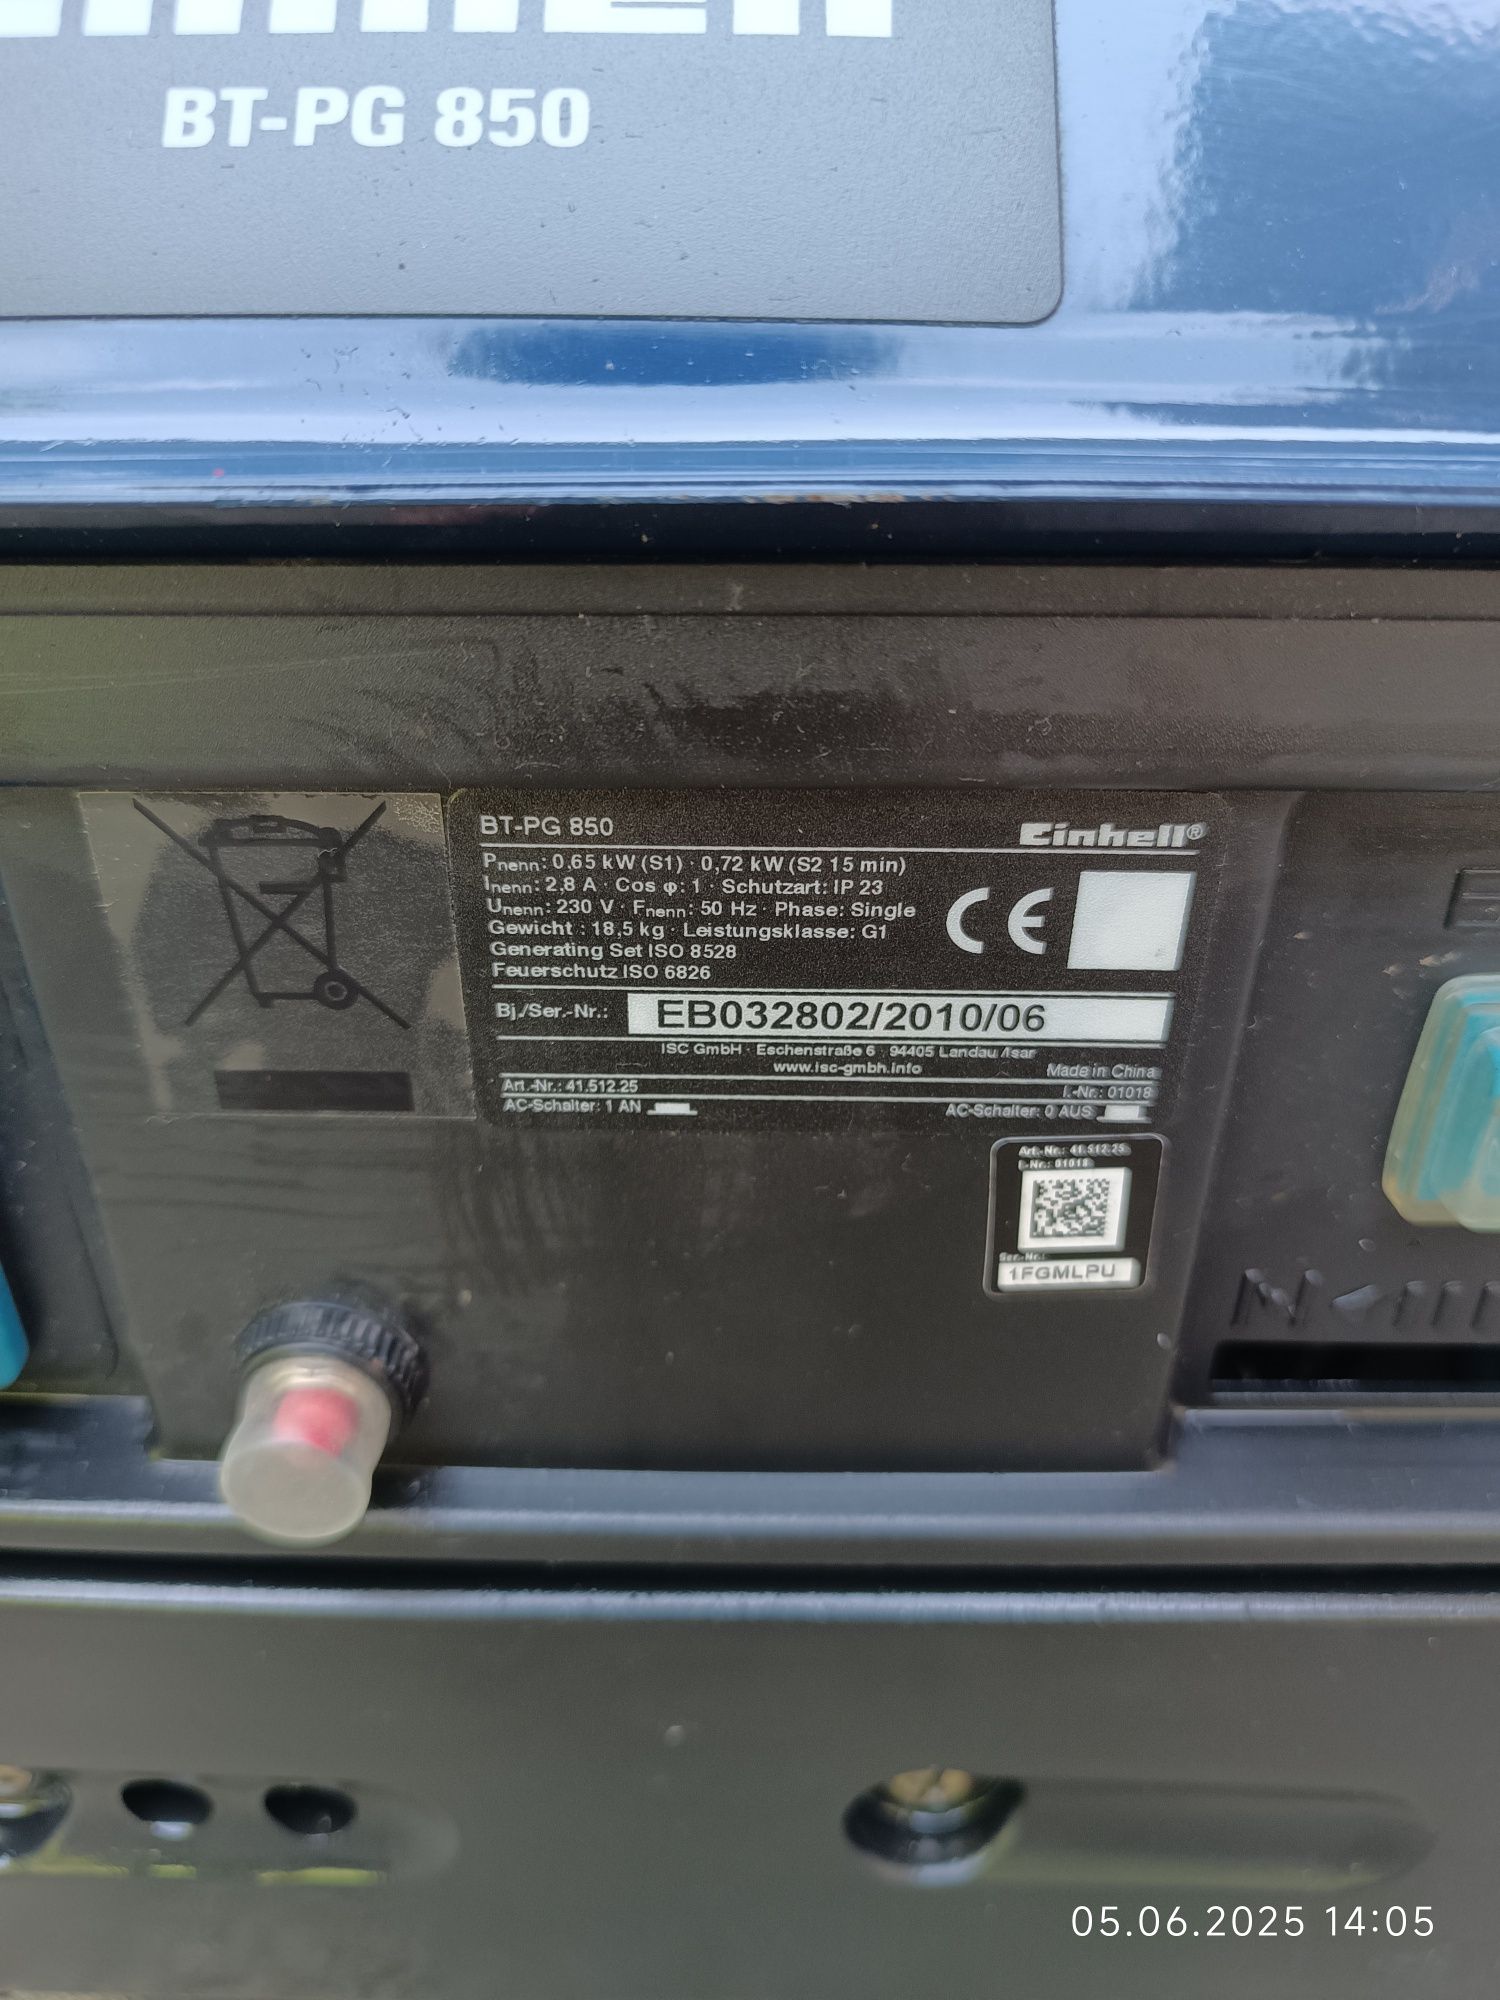 BT-PG 850
BT-PG 850
Einhell®
Pnenn: 0.65 kW (S1) · 0,72 kW (S2 15 min)
Inenn: 2,8 A · Cos φ: 1 · Schutzart: IP 23
Unenn: 230 V · Fnenn: 50 Hz · Phase: Single
Gewicht : 18,5 kg · Leistungsklasse: G1
Generating Set ISO 8528
Feuerschutz ISO 6826
CE
Bj./Ser.-Nr.: EB032802/2010/06
ISC GmbH · Eschenstraße 6 94405 Landau/Isar
www.isc-gmbh.info
Made in China
Art.-Nr.: 41.512.25
I.-Nr.: 01018
AC-Schalter: 1 AN
AC-Schalter: 0 AUS
Art.-Nr.: 41.512.25
I.-Nr.: 01018
Ser.-Nr.:
1FGMLPU
05.06.2025 14:05